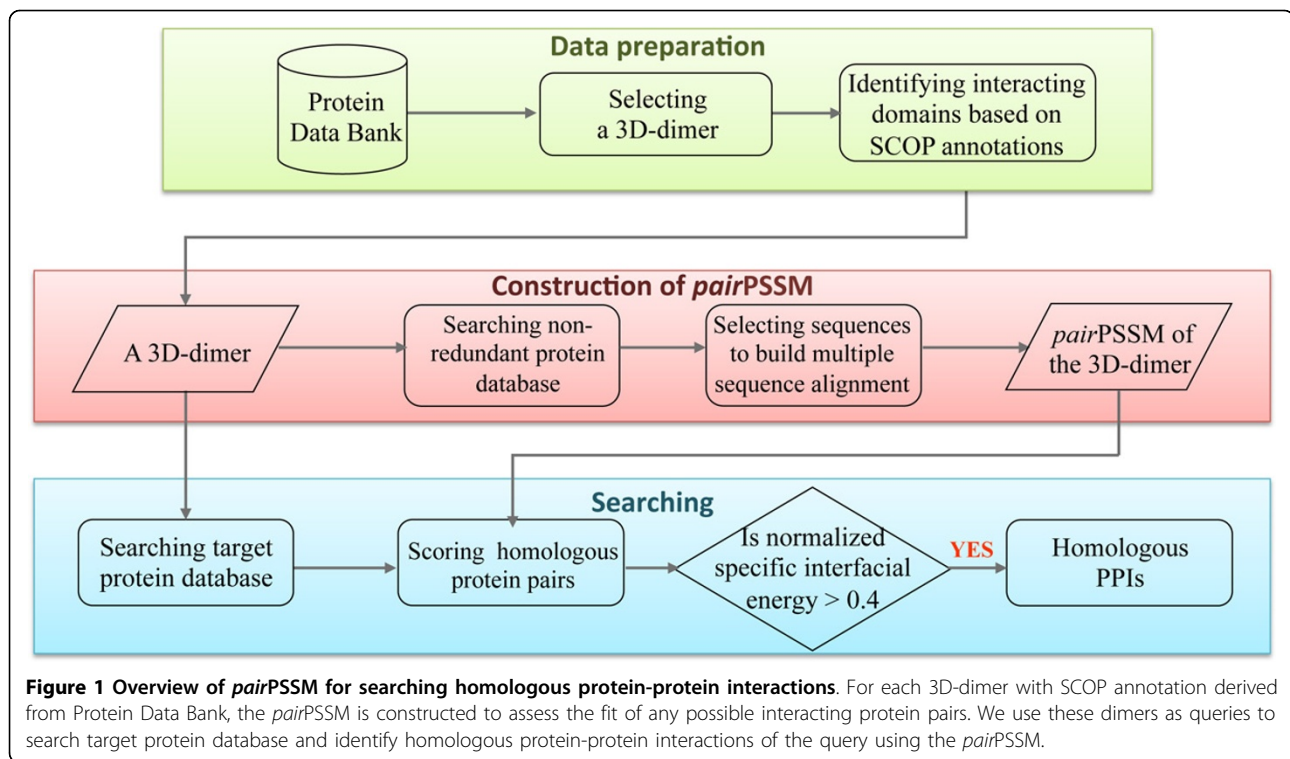 Data preparation
Protein
Data Bank
Selecting
a 3D-dimer
Identifying interacting
domains based on
SCOP annotations
Construction of pairPSSM
A 3D-dimer
Searching non-
redundant protein
database
Selecting sequences
to build multiple
sequence alignment
pairPSSM of
the 3D-dimer
Searching
Searching target
protein database
Scoring homologous
protein pairs
Is normalized
specific interfacial
energy > 0.4
YES
Homologous
PPIs
Figure 1 Overview of pairPSSM for searching homologous protein-protein interactions. For each 3D-dimer with SCOP annotation derived
from Protein Data Bank, the pairPSSM is constructed to assess the fit of any possible interacting protein pairs. We use these dimers as queries to
search target protein database and identify homologous protein-protein interactions of the query using the pairPSSM.